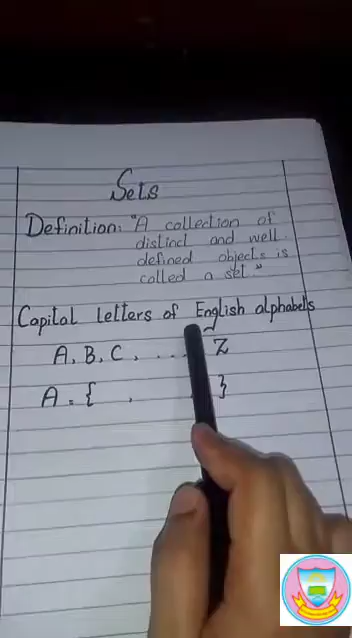 Sets
Definition: "A collection of
distinct and well
defined objects is
called a set"
Capital letters of English alphabets
A, B, C, ... Z
A = { , . }